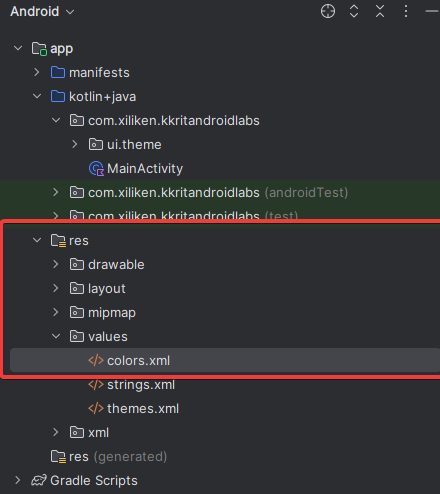 Android
app
manifests
kotlin+java
com.xiliken.kkritandroidlabs
ui.theme
MainActivity
com.xiliken.kkritandroidlabs (androidTest)
com.xiliken.kkritandroidlabs (test)
res
drawable
layout
mipmap
values
colors.xml
strings.xml
themes.xml
xml
res (generated)
Gradle Scripts